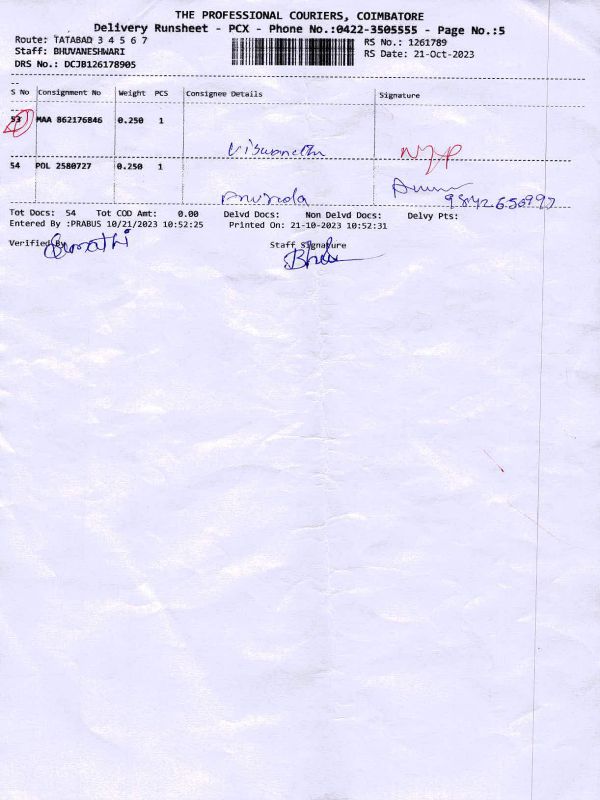 THE PROFESSIONAL COURIERS, COIMBATORE
Delivery Runsheet - PCX - Phone No.:0422-3505555 - Page No.:5
Route: TATABAD 3 4 5 6 7
RS No.: 1261789
Staff: BHUVANESHWARI
RS Date: 21-Oct-2023
DRS No.: DCJB126178905
S No Consignment No Weight PCS Consignee Details Signature
53 MAA 862176846 0.250 1
54 POL 2580727 0.250 1
Tot Docs: 54 Tot COD Amt: 0.00 Delvd Docs: Non Delvd Docs: Delvy Pts:
Entered By :PRABUS 10/21/2023 10:52:25 Printed On: 21-10-2023 10:52:31
Verified By Staff Signature